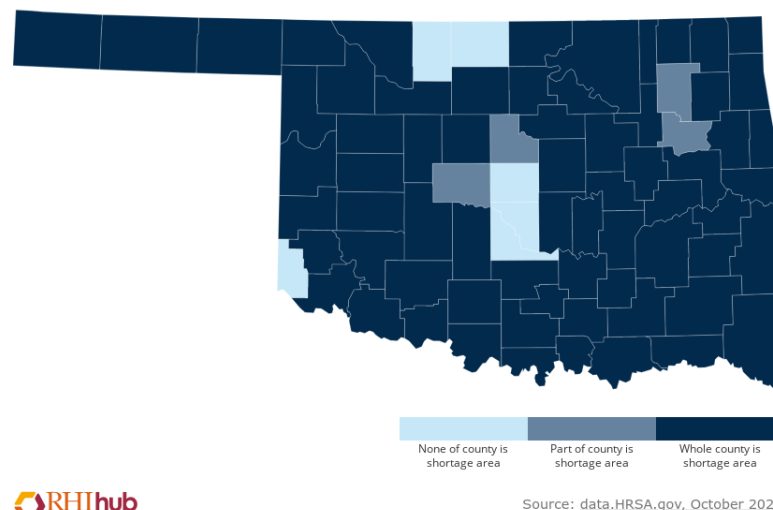 None of county is
shortage area
Part of county is
shortage area
Whole county is
shortage area
RHIhub
Source: data.HRSA.gov, October 202